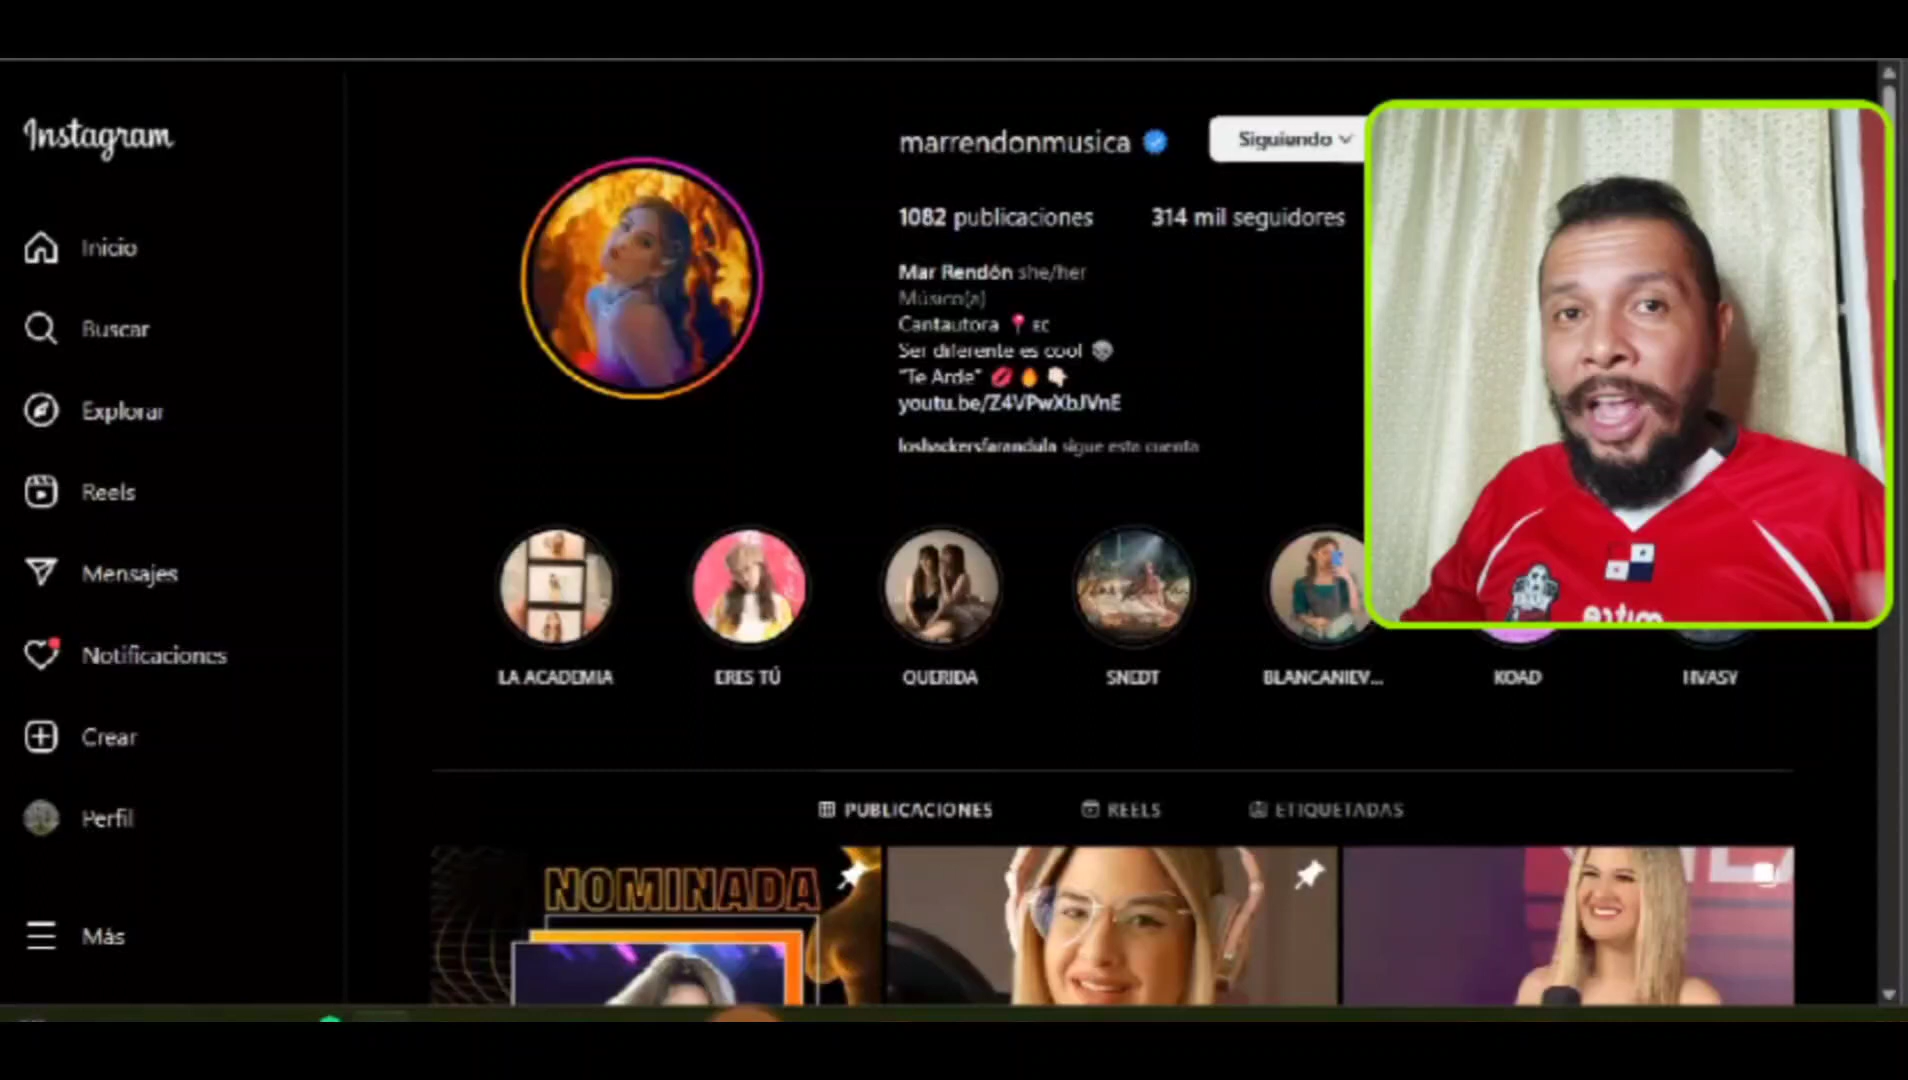 Instagram
Inicio
Buscar
Explorar
Reels
Mensajes
Notificaciones
Crear
Perfil
Más
marrendonmusica
Siguiendo
1082 publicaciones
314 mil seguidores
Mar Rendón she/her
Músico(a)
Cantautora 📍 EC
Ser diferente es cool 👽
"Te Arde" 💋🔥👇🏻
youtu.be/Z4VPwXbJVnE
loshackersfarandula sigue esta cuenta
LA ACADEMIA
ERES TÚ
QUERIDA
SNEDT
BLANCANIEV...
KOAD
HVASY
PUBLICACIONES
REELS
ETIQUETADAS
NOMINADA